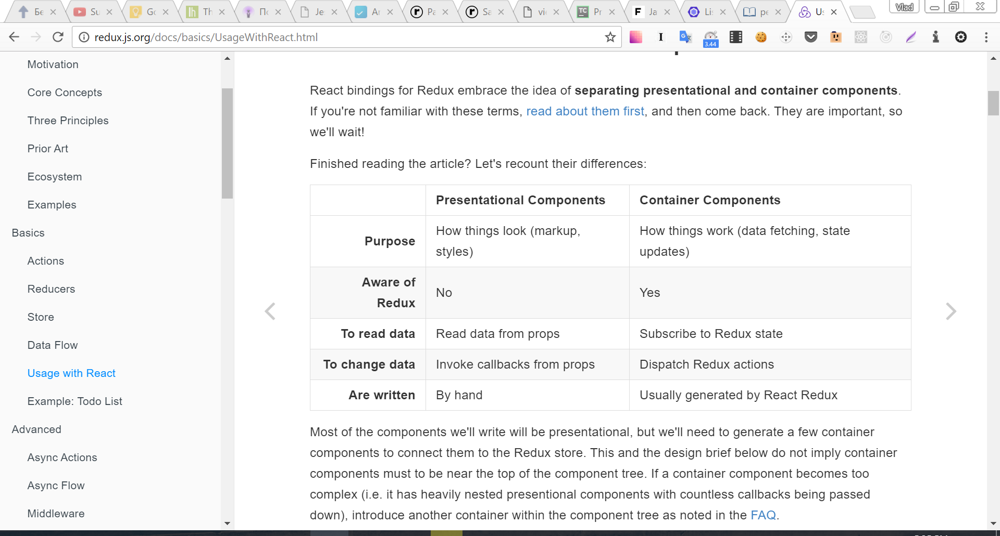 Бе
Su
Go
Th
По
Je
Ar
Pa
Sa
vi
Pr
Ja
Lis
pe
Us
Vlad
redux.js.org/docs/basics/UsageWithReact.html
3.44
Motivation
Core Concepts
Three Principles
Prior Art
Ecosystem
Examples
Basics
Actions
Reducers
Store
Data Flow
Usage with React
Example: Todo List
Advanced
Async Actions
Async Flow
Middleware
React bindings for Redux embrace the idea of separating presentational and container components.
If you're not familiar with these terms, read about them first, and then come back. They are important, so
we'll wait!
Finished reading the article? Let's recount their differences:
Presentational Components Container Components
Purpose How things look (markup, styles) How things work (data fetching, state updates)
Aware of Redux No Yes
To read data Read data from props Subscribe to Redux state
To change data Invoke callbacks from props Dispatch Redux actions
Are written By hand Usually generated by React Redux
Most of the components we'll write will be presentational, but we'll need to generate a few container
components to connect them to the Redux store. This and the design brief below do not imply container
components must to be near the top of the component tree. If a container component becomes too
complex (i.e. it has heavily nested presentional components with countless callbacks being passed
down), introduce another container within the component tree as noted in the FAQ.